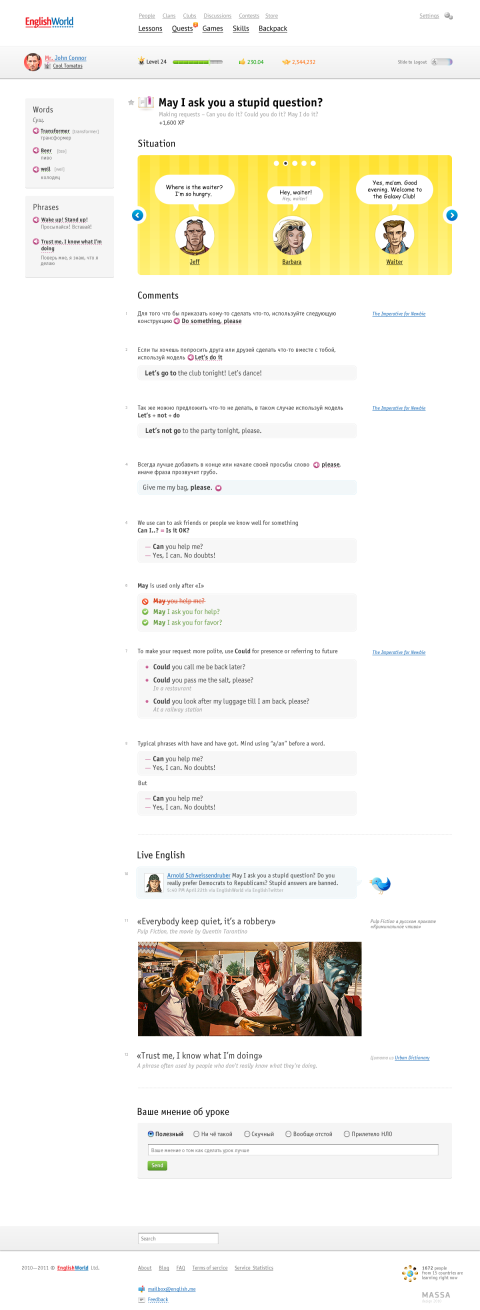 EnglishWorld
People Clans Clubs Discussions Contests Store
Settings
Lessons Quests Games Skills Backpack
Mr. John Connor
Cool Tomatos
Level 24
230.04
2,344,232
Slide to Logout
Words
Сущ.
Transformer [transformer]
трансформер
Beer [bee]
пиво
well [wel]
колодец
Phrases
Wake up! Stand up!
Просыпайся! Вставай!
Trust me, I know what I'm
doing
Поверь мне, я знаю, что я
делаю
May I ask you a stupid question?
Making requests – Can you do it? Could you do it? May I do it?
+1,600 XP
Situation
Where is the waiter?
I'm so hungry.
Hey, waiter!
Hey, waiter!
Yes, ma'am. Good
evening. Welcome to
the Galaxy Club!
Jeff
Barbara
Waiter
Comments
Для того что бы приказать кому-то сделать что-то, используйте следующую
конструкцию Do something, please
The Imperative for Newbie
Если ты хочешь попросить друга или друзей сделать что-то вместе с тобой,
используй модель Let's do it
Let's go to the club tonight! Let's dance!
Так же можно предложить что-то не делать, в таком случае используй модель
Let's + not + do
The Imperative for Newbie
Let's not go to the party tonight, please.
Всегда лучше добавить в конце или начале своей просьбы слово please,
иначе фраза прозвучит грубо.
Give me my bag, please.
We use can to ask friends or people we know well for something
Can I..? = Is it OK?
— Can you help me?
— Yes, I can. No doubts!
May is used only after «I»
May you help me?
May I ask you for help?
May I ask you for favor?
To make your request more polite, use Could for presence or referring to future
The Imperative for Newbie
Could you call me be back later?
Could you pass me the salt, please?
In a restaurant
Could you look after my luggage till I am back, please?
At a railway station
Typical phrases with have and have got. Mind using "a/an" before a word.
— Can you help me?
— Yes, I can. No doubts!
But
— Can you help me?
— Yes, I can. No doubts!
Live English
Arnold Schweissendruber May I ask you a stupid question? Do you
really prefer Democrats to Republicans? Stupid answers are banned.
5:43 PM April 20th via EnglishWorld via EnglishTwitter
«Everybody keep quiet, it's a robbery»
Pulp Fiction, the movie by Quentin Tarantino
Pulp Fiction в русском прокате
«Криминальное чтиво»
«Trust me, I know what I'm doing»
A phrase often used by people who don't really know what they're doing.
Urban Dictionary
Ваше мнение об уроке
Полезный Ни чё такой Скучный Вообще отстой Прилетело НЛО
Ваше мнение о том как сделать урок лучше
Send
Search
2010—2011 © EnglishWorld Ltd.
About Blog FAQ Terms of service Service Statistics
1672 people
from 15 countries are
learning right now
mailbox@english.me
Feedback
MASSA